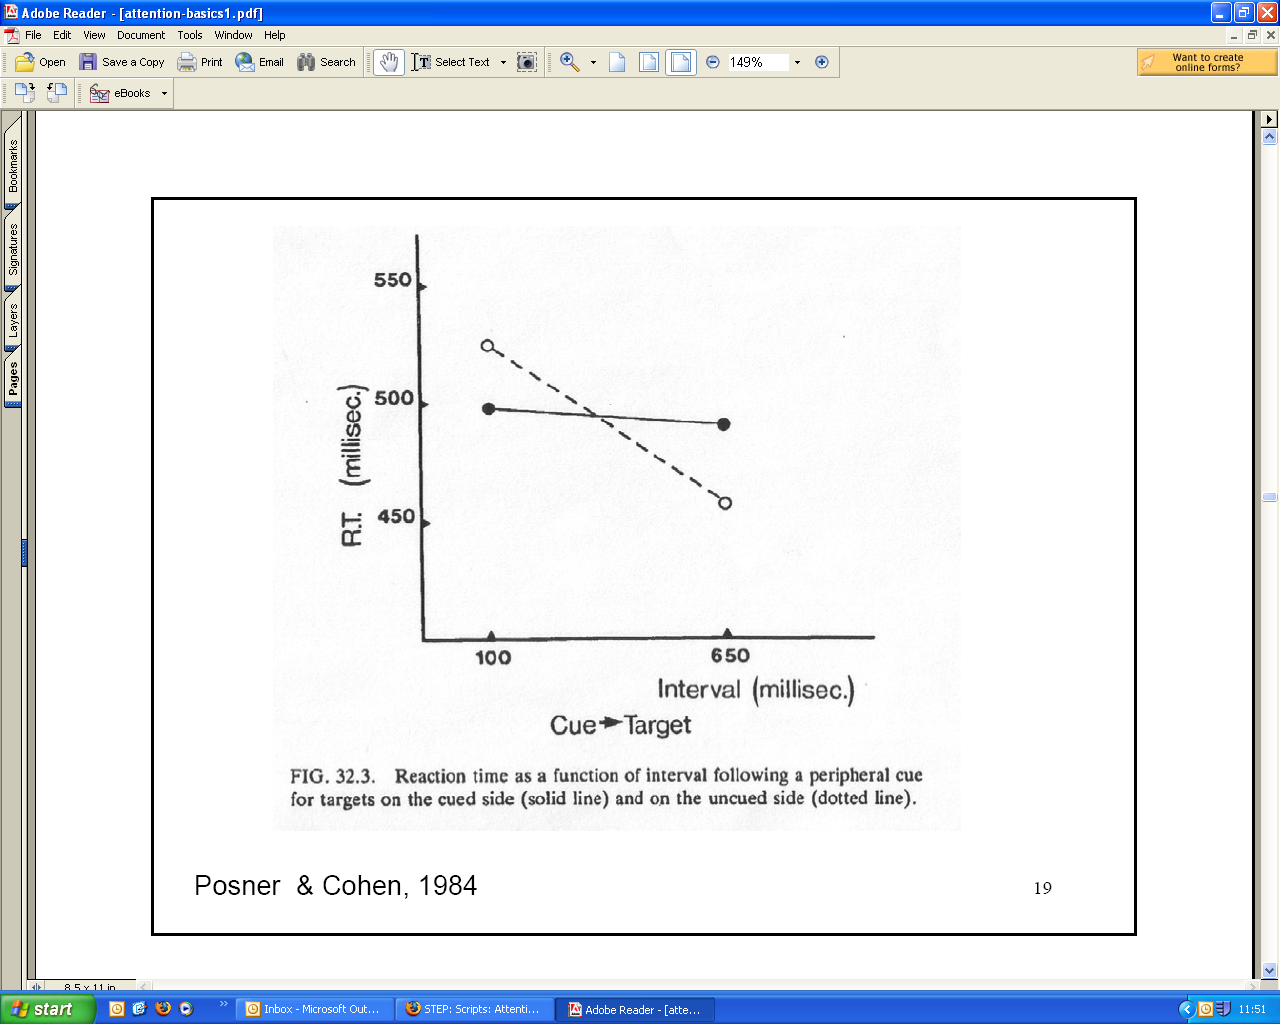 Adobe Reader - [attention-basics1.pdf]
File Edit View Document Tools Window Help
Open Save a Copy Print Email Search Select Text 149% Want to create online forms?
eBooks
Bookmarks
Signatures
Layers
Pages
550
500
450
R.T. (millisec.)
100 650
Interval (millisec.)
Cue Target
FIG. 32.3. Reaction time as a function of interval following a peripheral cue
for targets on the cued side (solid line) and on the uncued side (dotted line).
Posner & Cohen, 1984 19
8.5 x 11 in
start » Inbox - Microsoft Out... STEP: Scripts: Attenti... Adobe Reader - [atte... 11:51